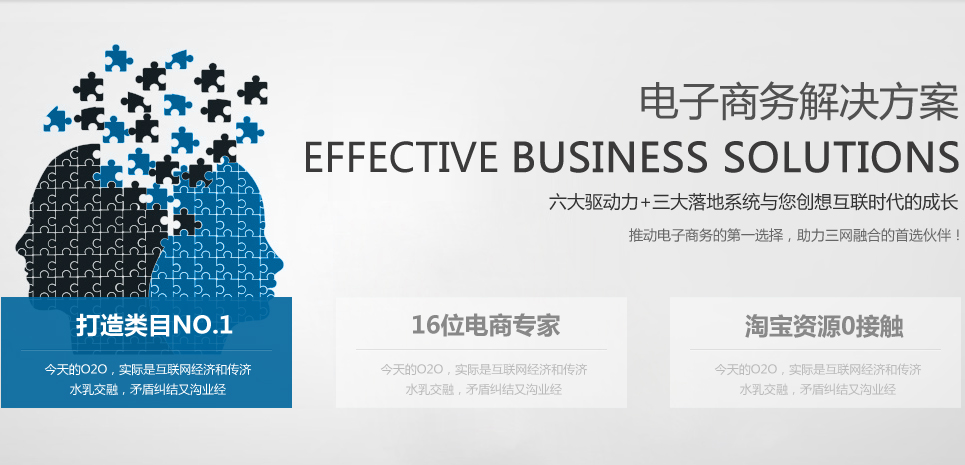 电子商务解决方案
EFFECTIVE BUSINESS SOLUTIONS
六大驱动力+三大落地系统与您创想互联时代的成长
推动电子商务的第一选择，助力三网融合的首选伙伴！
打造类目NO.1
今天的O2O，实际是互联网经济和传济
水乳交融，矛盾纠结又沟业经
16位电商专家
今天的O2O，实际是互联网经济和传济
水乳交融，矛盾纠结又沟业经
淘宝资源0接触
今天的O2O，实际是互联网经济和传济
水乳交融，矛盾纠结又沟业经